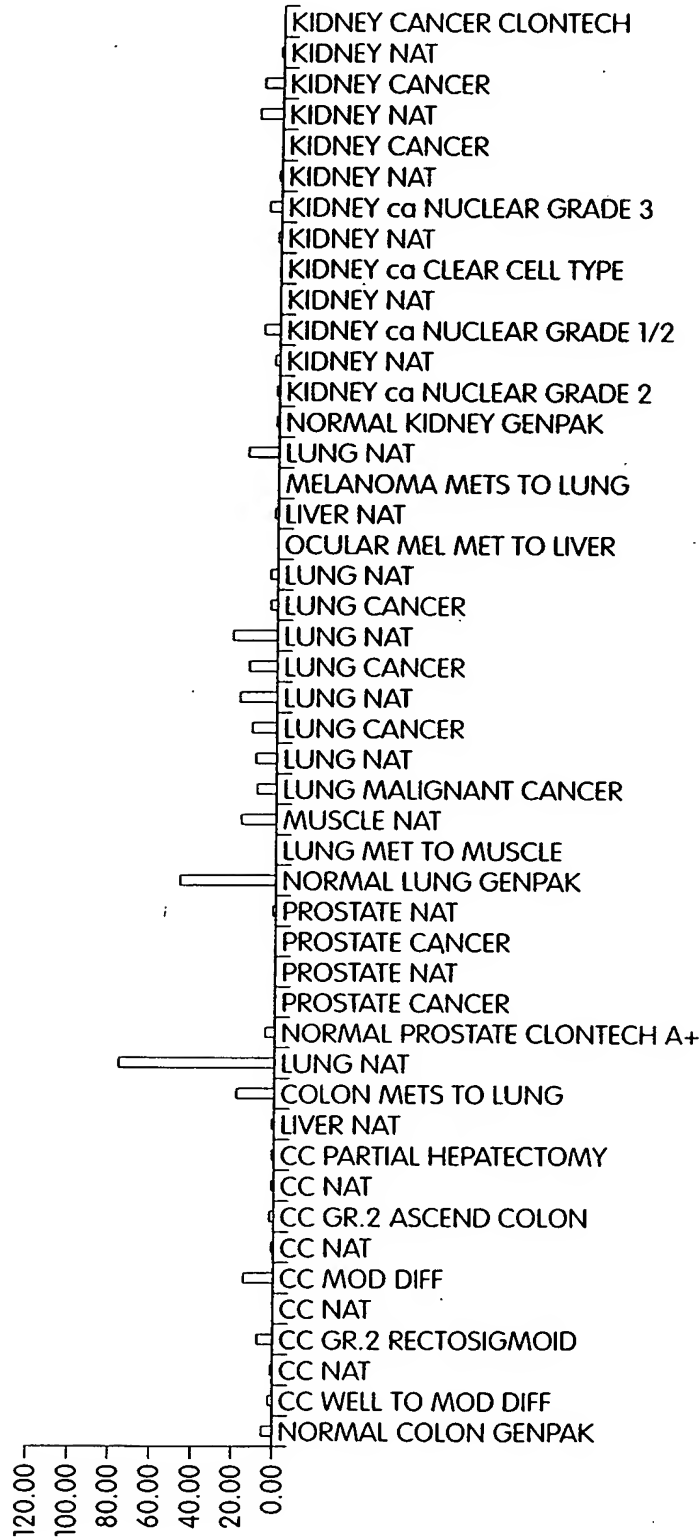 KIDNEY CANCER CLONTECH
KIDNEY NAT
KIDNEY CANCER
KIDNEY NAT
KIDNEY CANCER
KIDNEY NAT
KIDNEY ca NUCLEAR GRADE 3
KIDNEY NAT
KIDNEY ca CLEAR CELL TYPE
KIDNEY NAT
KIDNEY ca NUCLEAR GRADE 1/2
KIDNEY NAT
KIDNEY ca NUCLEAR GRADE 2
NORMAL KIDNEY GENPAK
LUNG NAT
MELANOMA METS TO LUNG
LIVER NAT
OCULAR MEL MET TO LIVER
LUNG NAT
LUNG CANCER
LUNG NAT
LUNG CANCER
LUNG NAT
LUNG CANCER
LUNG NAT
LUNG MALIGNANT CANCER
MUSCLE NAT
LUNG MET TO MUSCLE
NORMAL LUNG GENPAK
PROSTATE NAT
PROSTATE CANCER
PROSTATE NAT
PROSTATE CANCER
NORMAL PROSTATE CLONTECH A+
LUNG NAT
COLON METS TO LUNG
LIVER NAT
CC PARTIAL HEPATECTOMY
CC NAT
CC GR.2 ASCEND COLON
CC NAT
CC MOD DIFF
CC NAT
CC GR.2 RECTOSIGMOID
CC NAT
CC WELL TO MOD DIFF
NORMAL COLON GENPAK
120.00
100.00
80.00
60.00
40.00
20.00
0.00